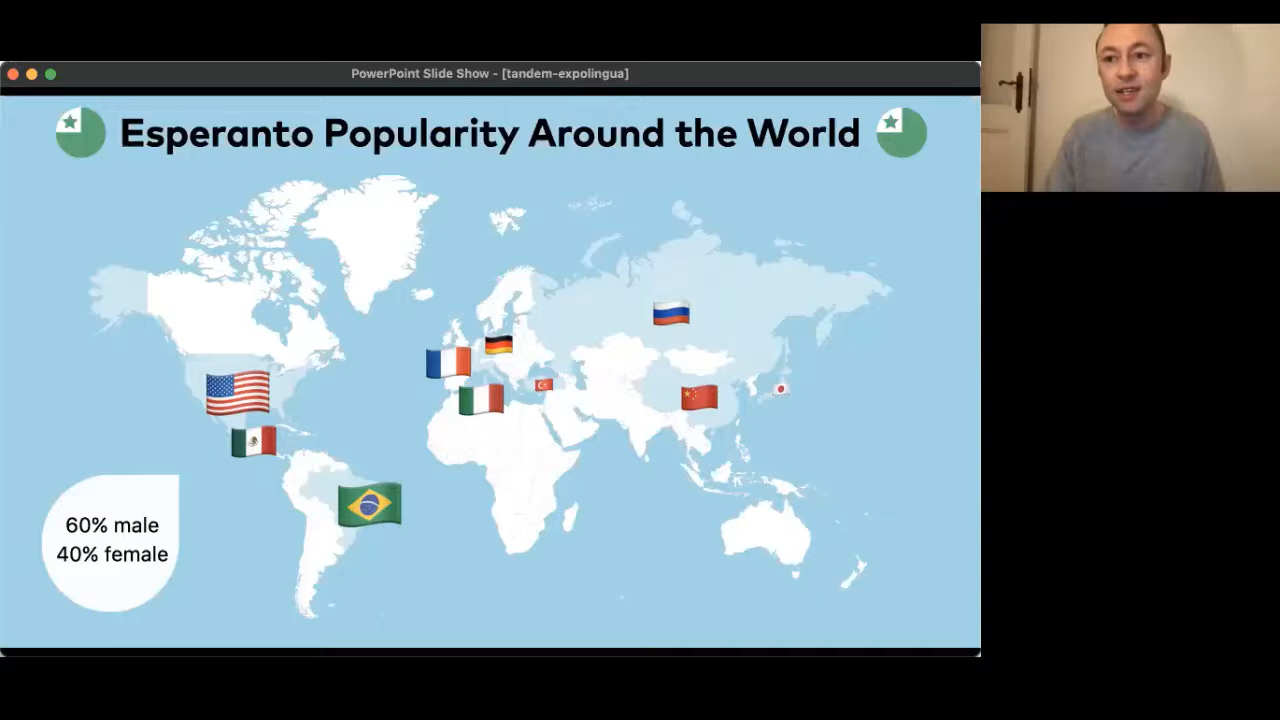 PowerPoint Slide Show - [tandem-expolingua]
Esperanto Popularity Around the World
60% male
40% female